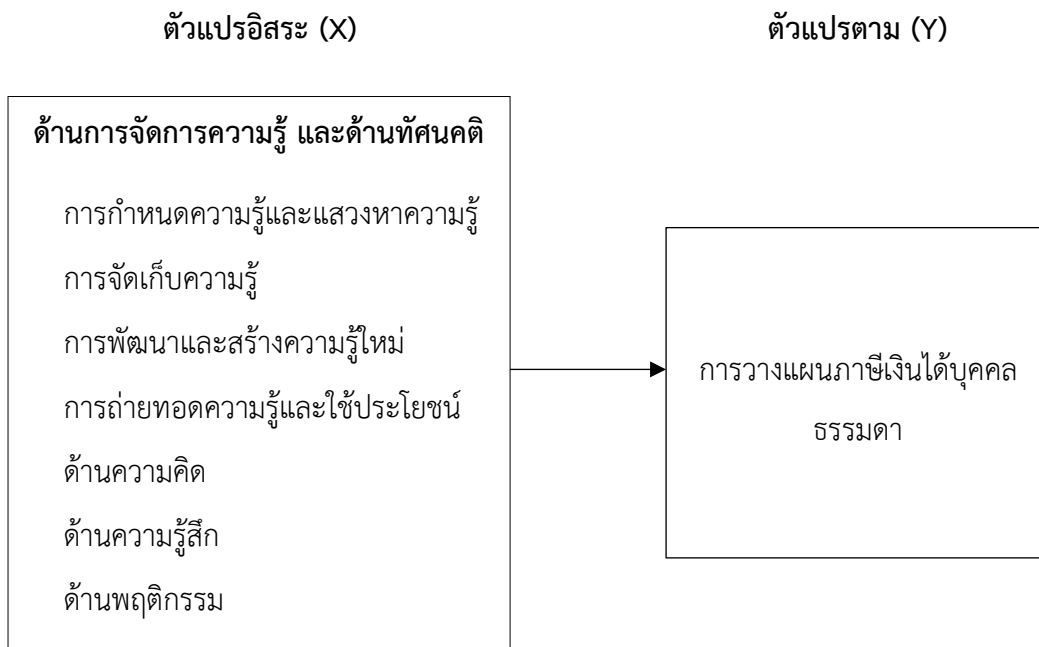 ตัวแปรอิสระ (X)
ตัวแปรตาม (Y)
ด้านการจัดการความรู้ และด้านทัศนคติ
การกำหนดความรู้และแสวงหาความรู้
การจัดเก็บความรู้
การพัฒนาและสร้างความรู้ใหม่
การถ่ายทอดความรู้และใช้ประโยชน์
ด้านความคิด
ด้านความรู้สึก
ด้านพฤติกรรม
การวางแผนภาษีเงินได้บุคคล
ธรรมดา